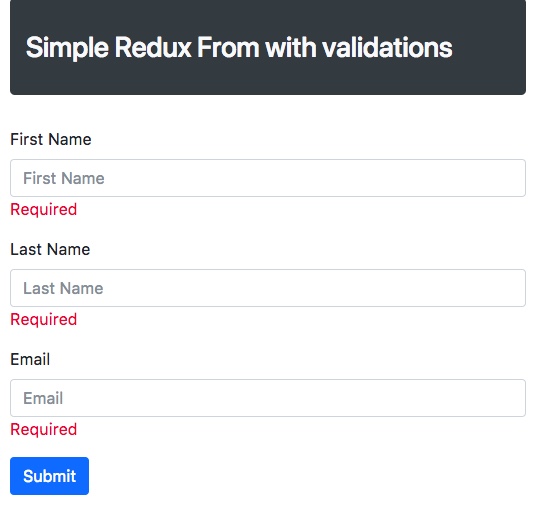 Simple Redux From with validations
First Name
First Name
Required
Last Name
Last Name
Required
Email
Email
Required
Submit